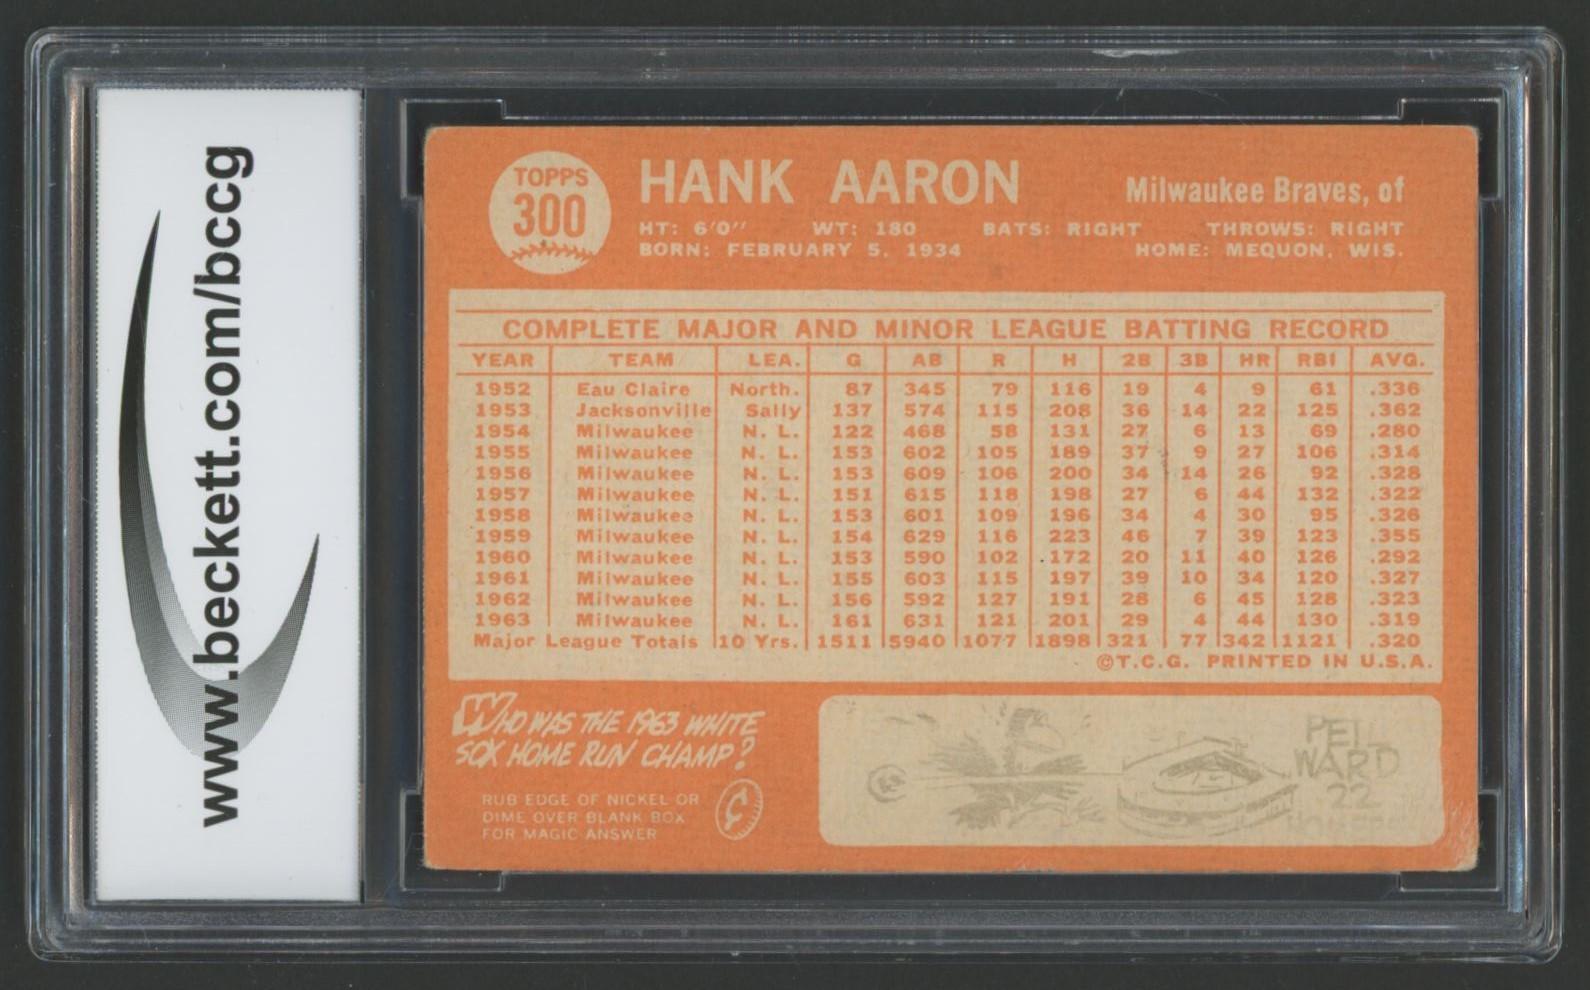 www.beckett.com/bccg
TOPPS
300
HANK AARON
Milwaukee Braves, of
HT: 6'0" WT: 180 BATS: RIGHT THROWS: RIGHT
BORN: FEBRUARY 5, 1934 HOME: MEQUON, WIS.
COMPLETE MAJOR AND MINOR LEAGUE BATTING RECORD
YEAR TEAM LEA. G AB R H 2B 3B HR RBI AVG.
1952 Eau Claire North. 87 345 79 116 19 4 9 61 .336
1953 Jacksonville Sally 137 574 115 208 36 14 22 125 .362
1954 Milwaukee N. L. 122 468 58 131 27 6 13 69 .280
1955 Milwaukee N. L. 153 602 105 189 37 9 27 106 .314
1956 Milwaukee N. L. 153 609 106 200 34 14 26 92 .328
1957 Milwaukee N. L. 151 615 118 198 27 6 44 132 .322
1958 Milwaukee N. L. 153 601 109 196 34 4 30 95 .326
1959 Milwaukee N. L. 154 629 116 223 46 7 39 123 .355
1960 Milwaukee N. L. 153 590 102 172 20 11 40 126 .292
1961 Milwaukee N. L. 155 603 115 197 39 10 34 120 .327
1962 Milwaukee N. L. 156 592 127 191 28 6 45 128 .323
1963 Milwaukee N. L. 161 631 121 201 29 4 44 130 .319
Major League Totals 10 Yrs. 1511 5940 1077 1898 321 77 342 1121 .320
©T.C.G. PRINTED IN U.S.A.
WHO WAS THE 1963 WHITE
SOX HOME RUN CHAMP?
RUB EDGE OF NICKEL OR
DIME OVER BLANK BOX
FOR MAGIC ANSWER
WARD
22